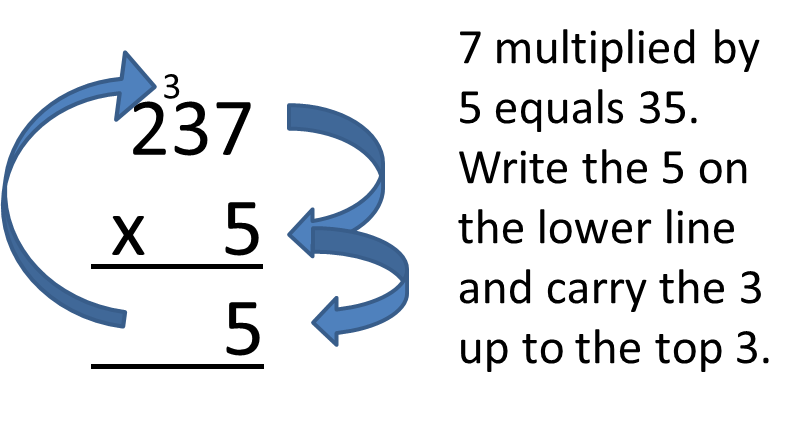 3
237
x 5
5
7 multiplied by
5 equals 35.
Write the 5 on
the lower line
and carry the 3
up to the top 3.